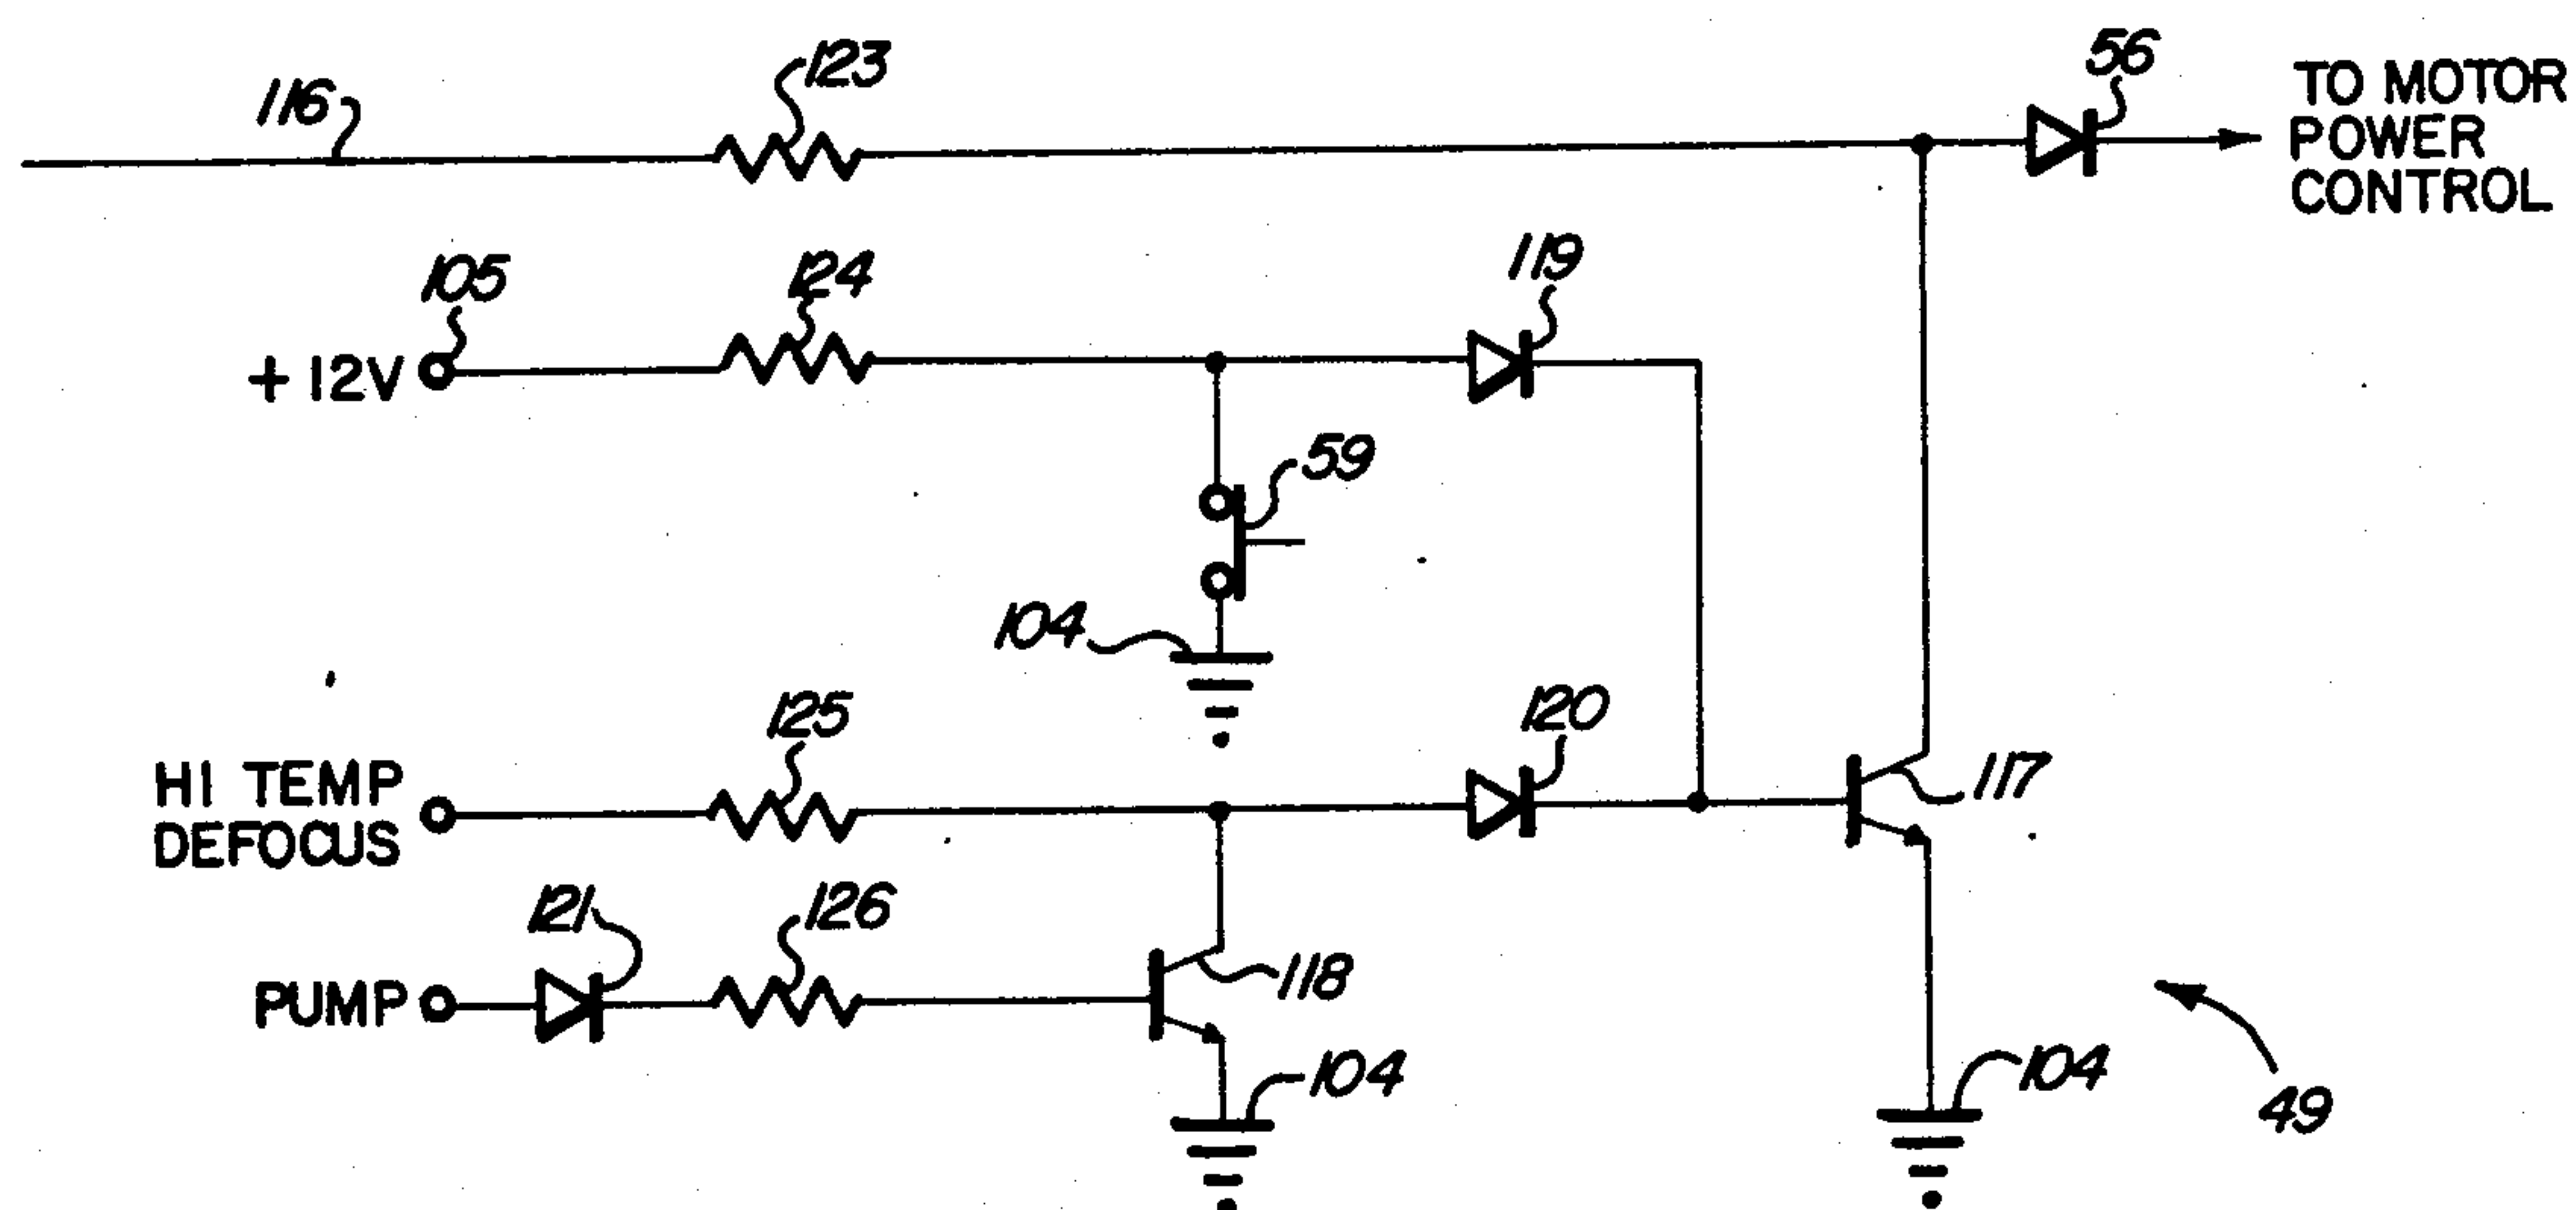 116
123
56
TO MOTOR
POWER
CONTROL
105
124
119
+12V
59
104
125
120
HI TEMP
DEFOCUS
117
121
126
PUMP
118
104
104
49